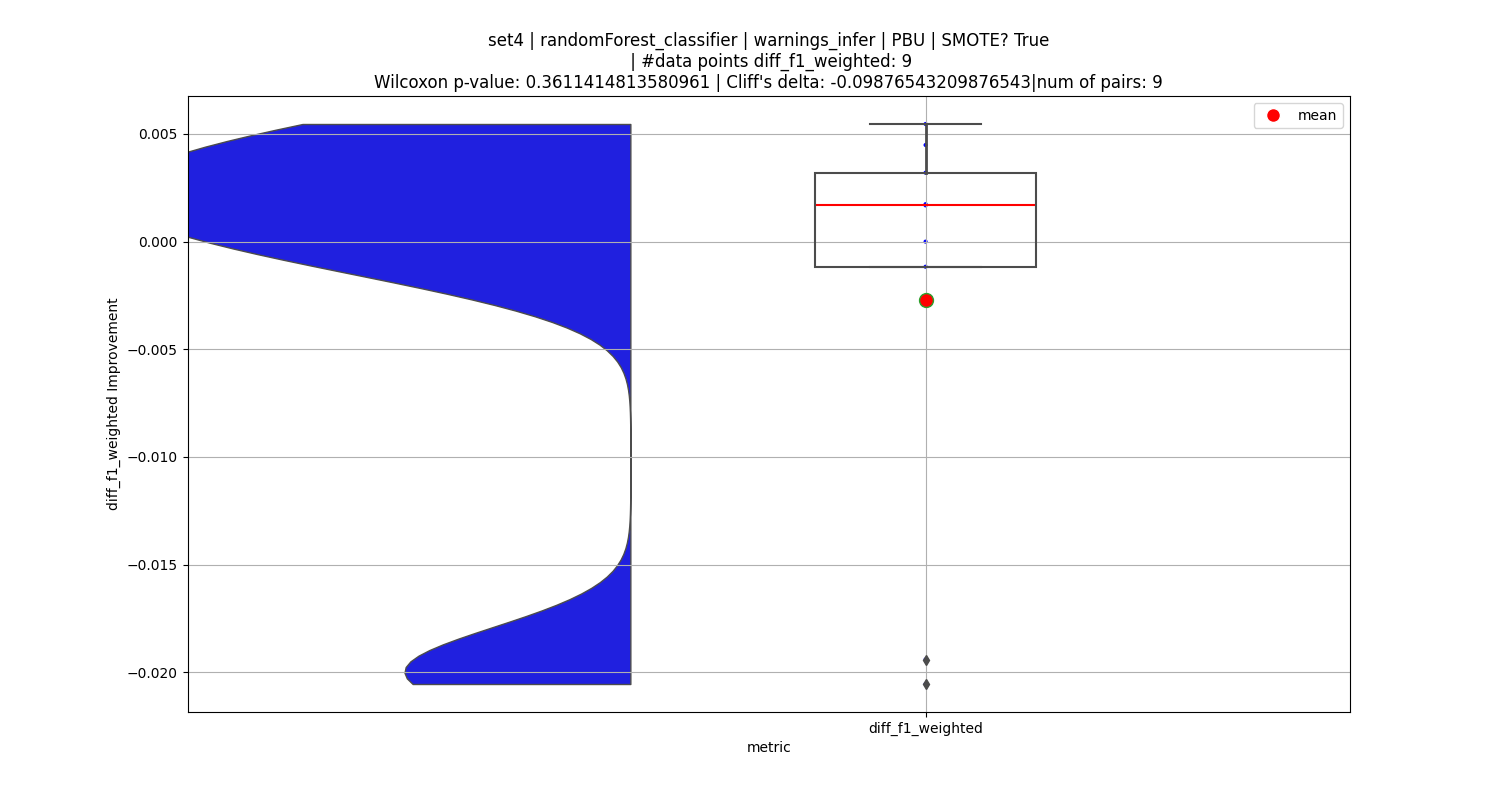 set4 | randomForest_classifier | warnings_infer | PBU | SMOTE? True
| #data points diff_f1_weighted: 9
Wilcoxon p-value: 0.3611414813580961 | Cliff's delta: -0.09876543209876543|num of pairs: 9
mean
0.005
0.000
−0.005
−0.010
−0.015
−0.020
diff_f1_weighted Improvement
diff_f1_weighted
metric